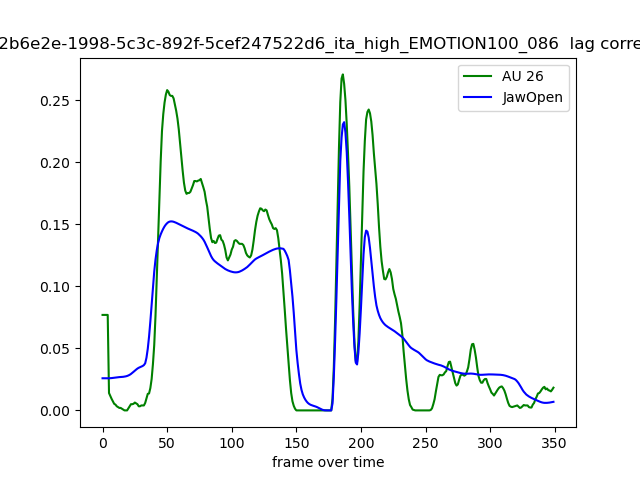 2b6e2e-1998-5c3c-892f-5cef247522d6_ita_high_EMOTION100_086 lag corre
AU 26
JawOpen
0.25
0.20
0.15
0.10
0.05
0.00
0 50 100 150 200 250 300 350
frame over time